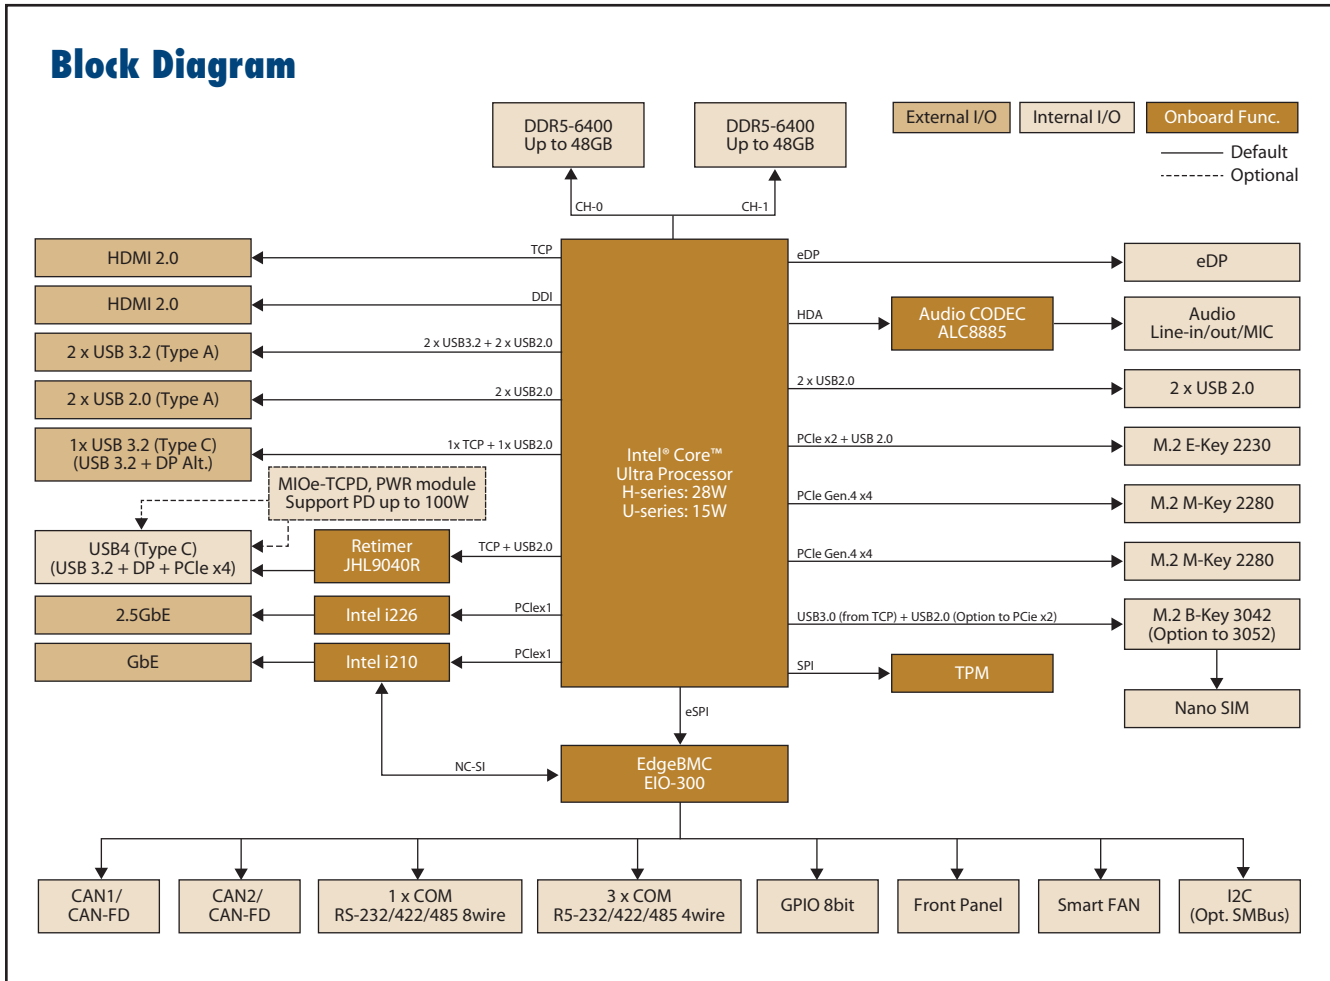 Block Diagram
DDR5-6400
Up to 48GB
DDR5-6400
Up to 48GB
External I/O
Internal I/O
Onboard Func.
Default
Optional
CH-0
CH-1
HDMI 2.0
TCP
HDMI 2.0
DDI
2 x USB 3.2 (Type A)
2 x USB3.2 + 2 x USB2.0
2 x USB 2.0 (Type A)
2 x USB2.0
1x USB 3.2 (Type C)
(USB 3.2 + DP Alt.)
1x TCP + 1x USB2.0
MIOe-TCPD, PWR module
Support PD up to 100W
USB4 (Type C)
(USB 3.2 + DP + PCIe x4)
Retimer
JHL9040R
TCP + USB2.0
2.5GbE
Intel i226
PCIex1
GbE
Intel i210
PCIex1
Intel® Core™
Ultra Processor
H-series: 28W
U-series: 15W
eDP
eDP
HDA
Audio CODEC
ALC8885
Audio
Line-in/out/MIC
2 x USB2.0
2 x USB 2.0
PCIe x2 + USB 2.0
M.2 E-Key 2230
PCIe Gen.4 x4
M.2 M-Key 2280
PCIe Gen.4 x4
M.2 M-Key 2280
USB3.0 (from TCP) + USB2.0 (Option to PCIe x2)
M.2 B-Key 3042
(Option to 3052)
SPI
TPM
Nano SIM
eSPI
NC-SI
EdgeBMC
EIO-300
CAN1/
CAN-FD
CAN2/
CAN-FD
1 x COM
RS-232/422/485 8wire
3 x COM
R5-232/422/485 4wire
GPIO 8bit
Front Panel
Smart FAN
I2C
(Opt. SMBus)